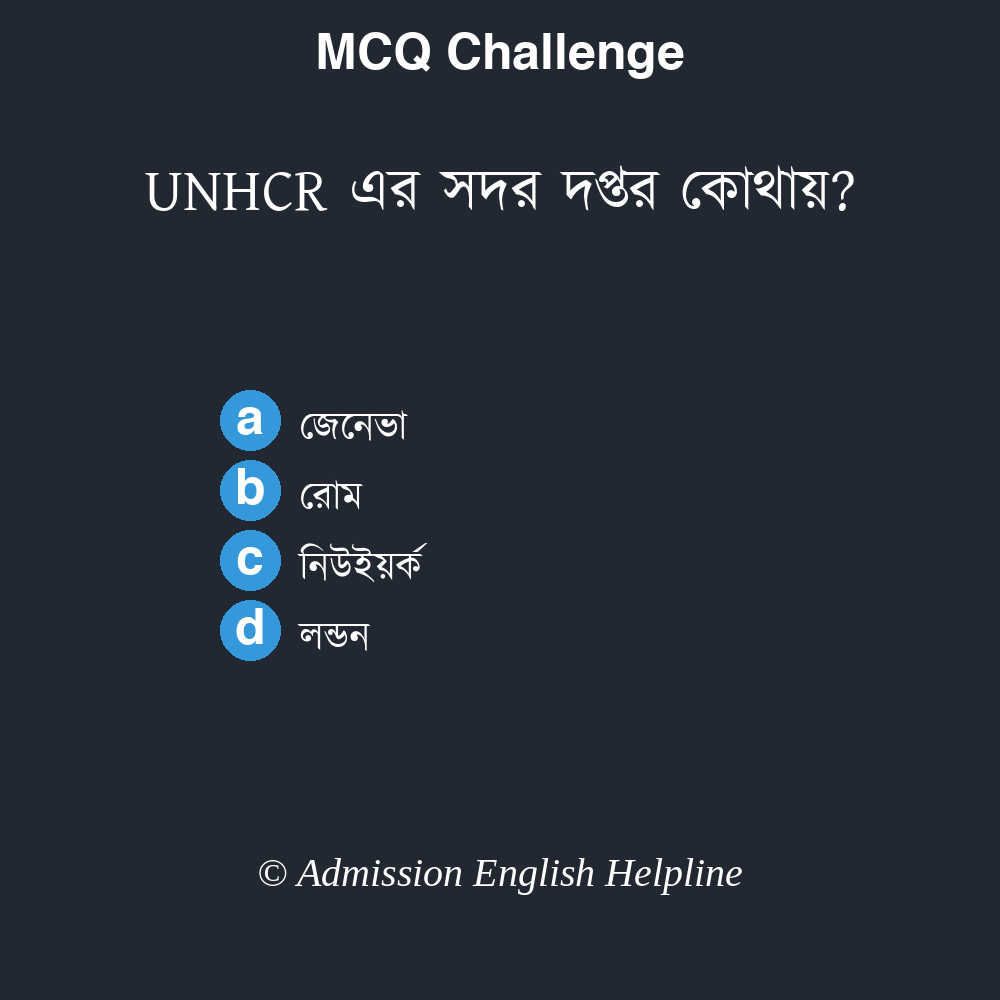 MCQ Challenge
UNHCR এর সদর দপ্তর কোথায়?
a জেনেভা
b রোম
c নিউইয়র্ক
d লন্ডন
© Admission English Helpline